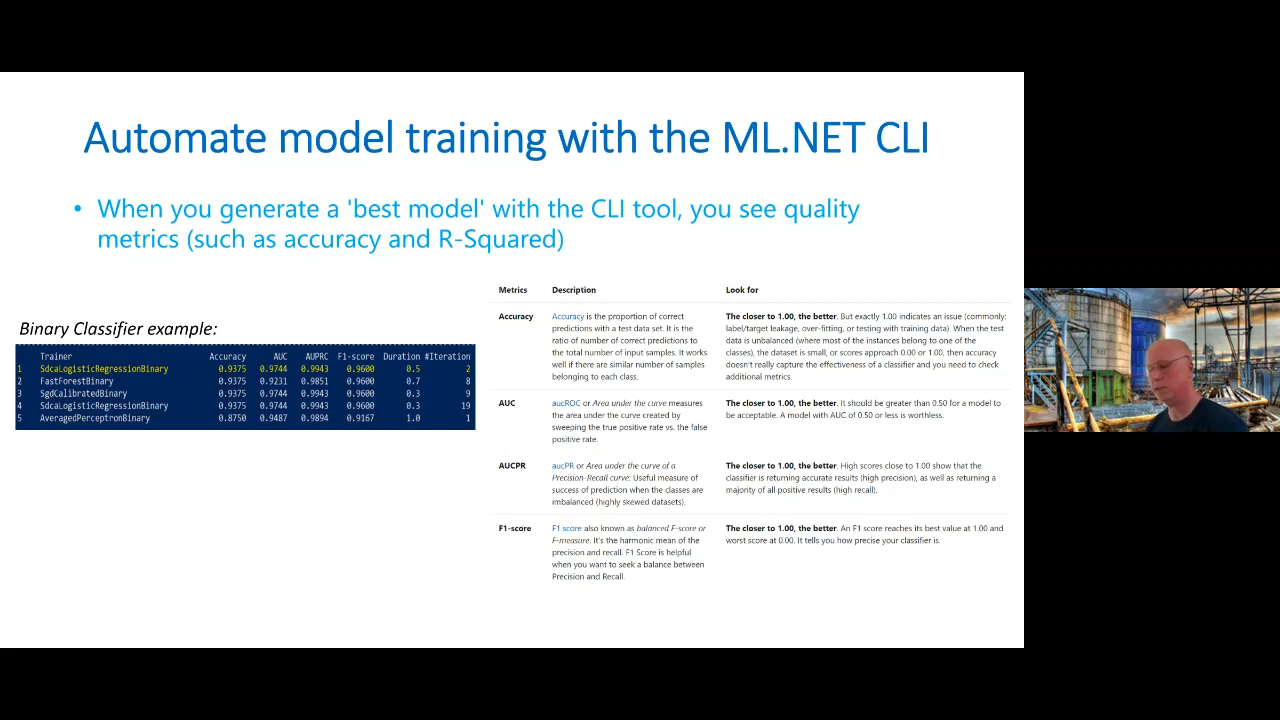 Automate model training with the ML.NET CLI
• When you generate a 'best model' with the CLI tool, you see quality
metrics (such as accuracy and R-Squared)
Binary Classifier example:
Trainer Accuracy AUC AUPRC F1-score Duration #Iteration
1 SdcaLogisticRegressionBinary 0.9375 0.9744 0.9943 0.9600 0.5 2
2 FastForestBinary 0.9375 0.9231 0.9851 0.9600 0.7 8
3 SgdCalibratedBinary 0.9375 0.9744 0.9943 0.9600 0.3 9
4 SdcaLogisticRegressionBinary 0.9375 0.9744 0.9943 0.9600 0.3 19
5 AveragedPerceptronBinary 0.8750 0.9487 0.9894 0.9167 1.0 1
Metrics Description Look for
Accuracy
Accuracy is the proportion of correct
predictions with a test data set. It is the
ratio of number of correct predictions to
the total number of input samples. It works
well if there are similar number of samples
belonging to each class.
The closer to 1.00, the better. But exactly 1.00 indicates an issue (commonly:
label/target leakage, over-fitting, or testing with training data). When the test
data is unbalanced (where most of the instances belong to one of the
classes), the dataset is small, or scores approach 0.00 or 1.00, then accuracy
doesn't really capture the effectiveness of a classifier and you need to check
additional metrics.
AUC
aucROC or Area under the curve measures
the area under the curve created by
sweeping the true positive rate vs. the false
positive rate.
The closer to 1.00, the better. It should be greater than 0.50 for a model to
be acceptable. A model with AUC of 0.50 or less is worthless.
AUCPR
aucPR or Area under the curve of a
Precision-Recall curve: Useful measure of
success of prediction when the classes are
imbalanced (highly skewed datasets).
The closer to 1.00, the better. High scores close to 1.00 show that the
classifier is returning accurate results (high precision), as well as returning a
majority of all positive results (high recall).
F1-score
F1 score also known as balanced F-score or
F-measure. It's the harmonic mean of the
precision and recall. F1 Score is helpful
when you want to seek a balance between
Precision and Recall.
The closer to 1.00, the better. An F1 score reaches its best value at 1.00 and
worst score at 0.00. It tells you how precise your classifier is.